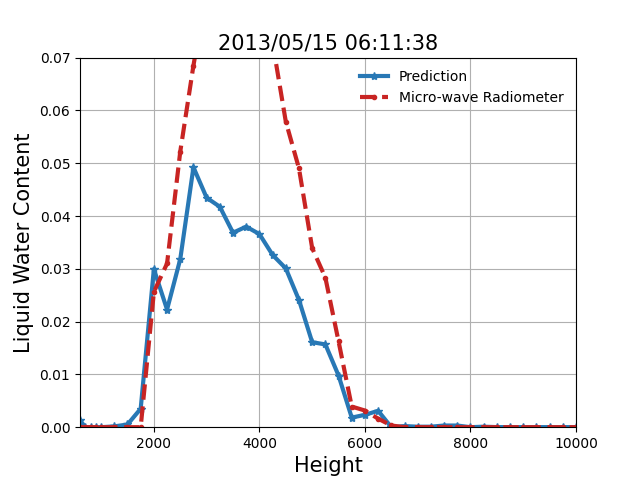 2013/05/15 06:11:38
Prediction
Micro-wave Radiometer
Liquid Water Content
0.07
0.06
0.05
0.04
0.03
0.02
0.01
0.00
2000 4000 6000 8000 10000
Height